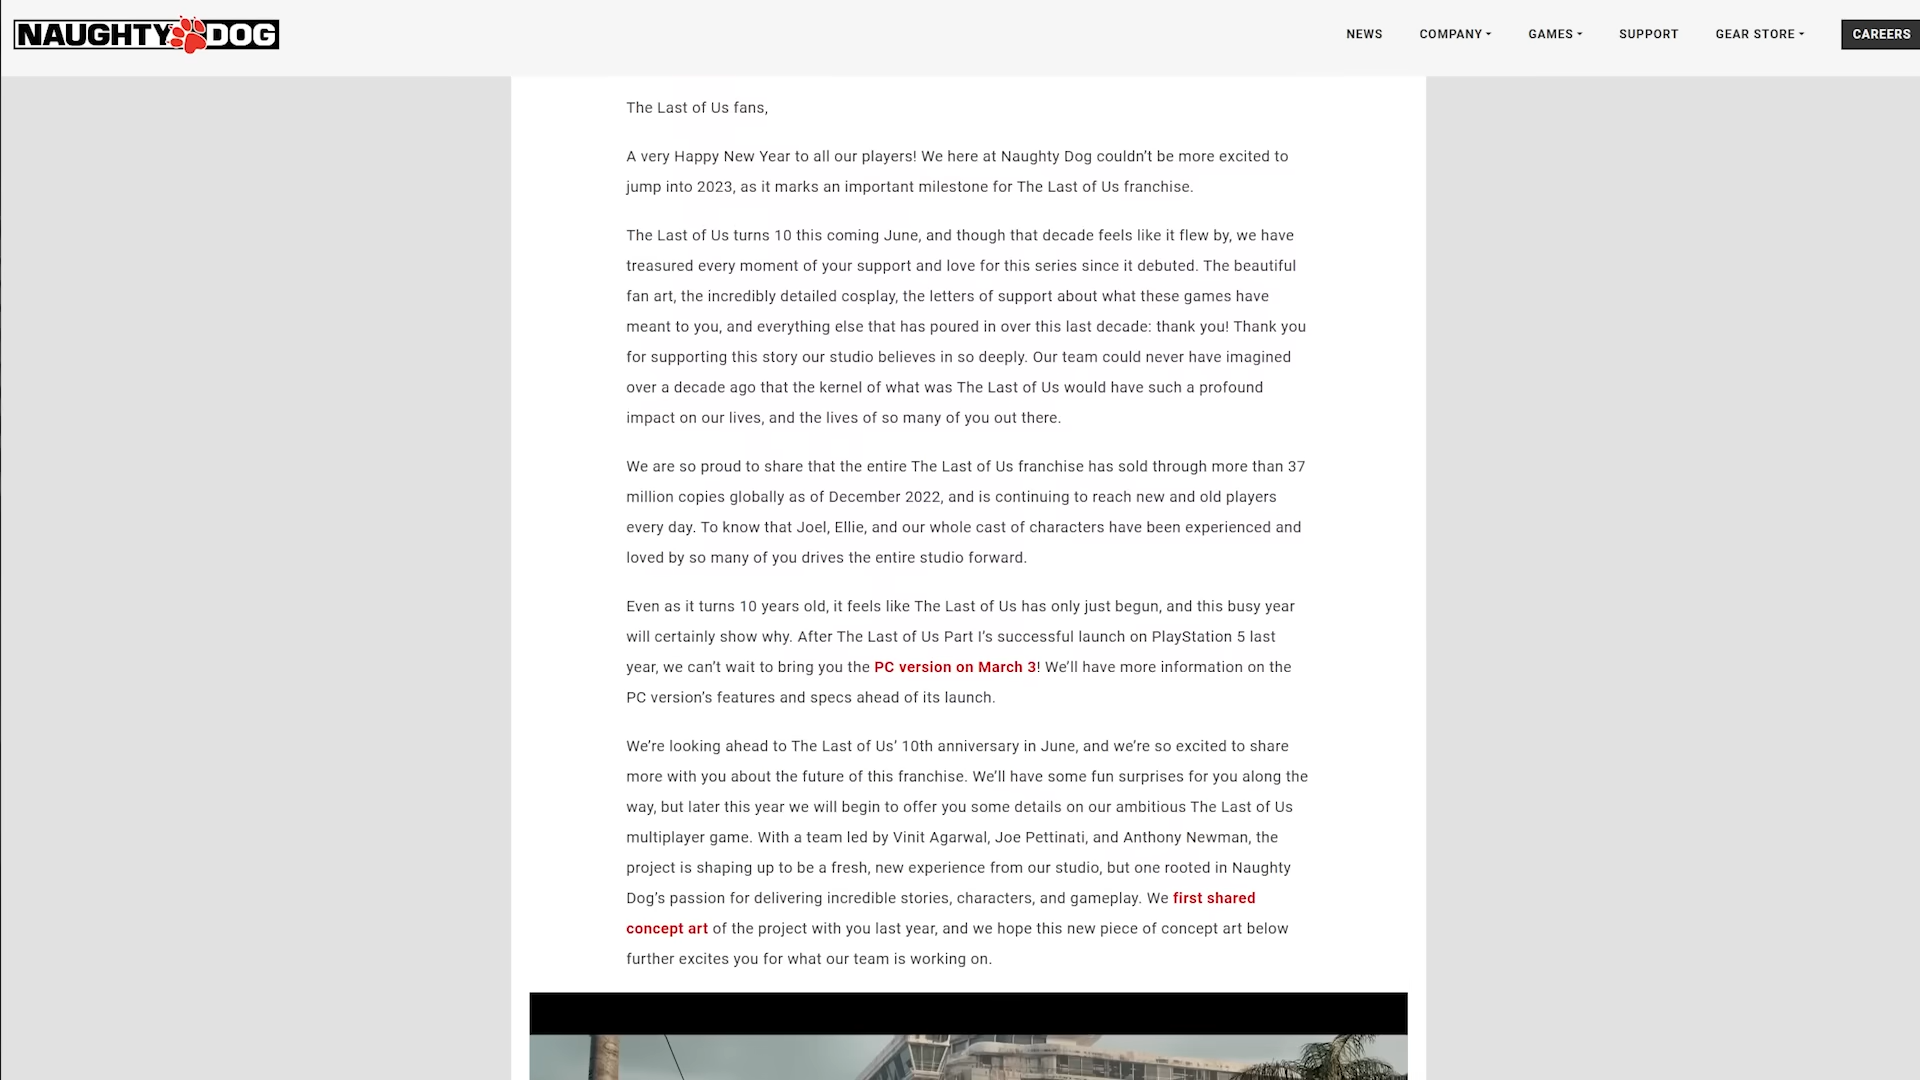 NAUGHTY DOG
NEWS
COMPANY
GAMES
SUPPORT
GEAR STORE
CAREERS
The Last of Us fans,
A very Happy New Year to all our players! We here at Naughty Dog couldn’t be more excited to
jump into 2023, as it marks an important milestone for The Last of Us franchise.
The Last of Us turns 10 this coming June, and though that decade feels like it flew by, we have
treasured every moment of your support and love for this series since it debuted. The beautiful
fan art, the incredibly detailed cosplay, the letters of support about what these games have
meant to you, and everything else that has poured in over this last decade: thank you! Thank you
for supporting this story our studio believes in so deeply. Our team could never have imagined
over a decade ago that the kernel of what was The Last of Us would have such a profound
impact on our lives, and the lives of so many of you out there.
We are so proud to share that the entire The Last of Us franchise has sold through more than 37
million copies globally as of December 2022, and is continuing to reach new and old players
every day. To know that Joel, Ellie, and our whole cast of characters have been experienced and
loved by so many of you drives the entire studio forward.
Even as it turns 10 years old, it feels like The Last of Us has only just begun, and this busy year
will certainly show why. After The Last of Us Part I’s successful launch on PlayStation 5 last
year, we can’t wait to bring you the PC version on March 3! We’ll have more information on the
PC version’s features and specs ahead of its launch.
We’re looking ahead to The Last of Us’ 10th anniversary in June, and we’re so excited to share
more with you about the future of this franchise. We’ll have some fun surprises for you along the
way, but later this year we will begin to offer you some details on our ambitious The Last of Us
multiplayer game. With a team led by Vinit Agarwal, Joe Pettinati, and Anthony Newman, the
project is shaping up to be a fresh, new experience from our studio, but one rooted in Naughty
Dog’s passion for delivering incredible stories, characters, and gameplay. We first shared
concept art of the project with you last year, and we hope this new piece of concept art below
further excites you for what our team is working on.